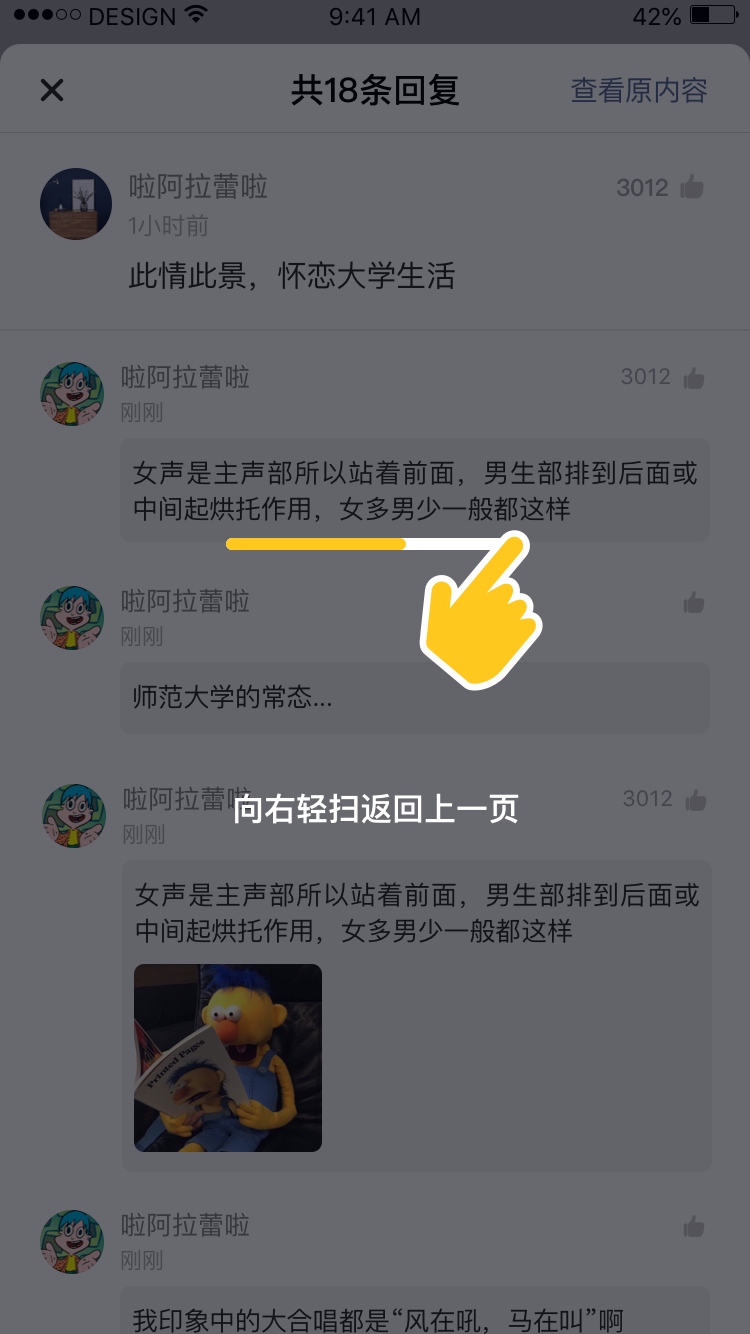 DESIGN 9:41 AM 42%
共18条回复 查看原内容
啦阿拉蕾啦 3012
1小时前
此情此景，怀恋大学生活
啦阿拉蕾啦 3012
刚刚
女声是主声部所以站着前面，男生部排到后面或
中间起烘托作用，女多男少一般都这样
啦阿拉蕾啦
刚刚
师范大学的常态...
啦阿拉蕾啦 3012
向右轻扫返回上一页
刚刚
女声是主声部所以站着前面，男生部排到后面或
中间起烘托作用，女多男少一般都这样
Printed Pages
啦阿拉蕾啦
刚刚
我印象中的大合唱都是“风在吼，马在叫”啊